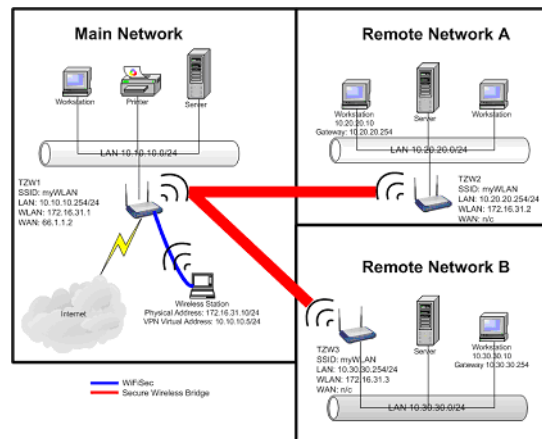 Main Network
Workstation
Printer
Server
LAN 10.10.10.0/24
TZW1
SSID: myWLAN
LAN: 10.10.10.254/24
WLAN: 172.16.31.1
WAN: 66.1.1.2
Internet
Wireless Station
Physical Address: 172.16.31.10/24
VPN Virtual Address: 10.10.10.5/24
WiFiSec
Secure Wireless Bridge
Remote Network A
Workstation
10.20.20.10
Gateway: 10.20.20.254
Server
Workstation
LAN 10.20.20.0/24
TZW2
SSID: myWLAN
LAN: 10.20.20.254/24
WLAN: 172.16.31.2
WAN: n/c
Remote Network B
TZW3
SSID: myWLAN
LAN: 10.30.30.254/24
WLAN: 172.16.31.3
WAN: n/c
Server
Workstation
10.30.30.10
Gateway 10.30.30.254
LAN 10.30.30.0/24